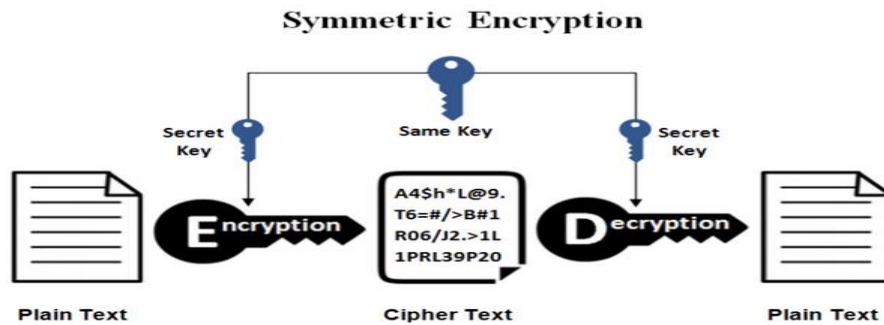 Symmetric Encryption
Secret
Key
Same Key
Secret
Key
Encryption
A4$h*L@9.
T6=#/>B#1
R06/J2.>1L
1PRL39P20
Decryption
Plain Text
Cipher Text
Plain Text